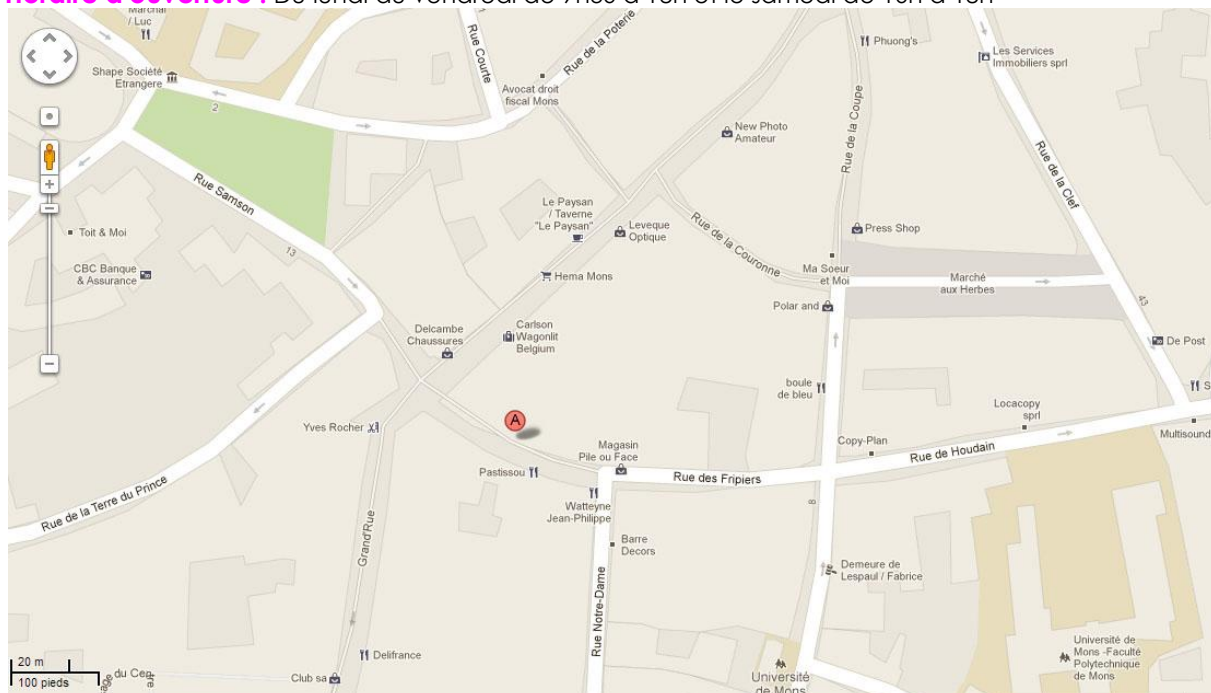 Horaire d'ouverture : Du lundi au vendredi de à 18h et le samedi de 10h à 18h
Marchal
/ Luc
Shape Société
Etrangere
2
Rue Courte
Rue de la Poterie
Avocat droit
fiscal Mons
Phuong's
Les Services
Immobiliers sprl
New Photo
Amateur
Rue de la Coupe
Rue de la Clef
Rue Samson
13
Le Paysan
/ Taverne
"Le Paysan"
Leveque
Optique
Rue de la Couronne
Press Shop
Toit & Moi
CBC Banque
& Assurance
Hema Mons
Ma Soeur
et Moi
Marché
aux Herbes
Polar and
43
Delcambe
Chaussures
Carlson
Wagonlit
Belgium
De Post
boule
de bleu
S
Locacopy
sprl
Multisound
Yves Rocher
A
Magasin
Pile ou Face
Copy-Plan
Rue de Houdain
Pastissou
Rue des Fripiers
Rue de la Terre du Prince
Watteyne
Jean-Philippe
8
Grand'Rue
Barre
Decors
Demeure de
Lespaul / Fabrice
Rue Notre-Dame
Delifrance
Université de
Mons -Faculté
Polytechnique
de Mons
20 m
100 pieds
du Centre
Club sa
Université
de Mons